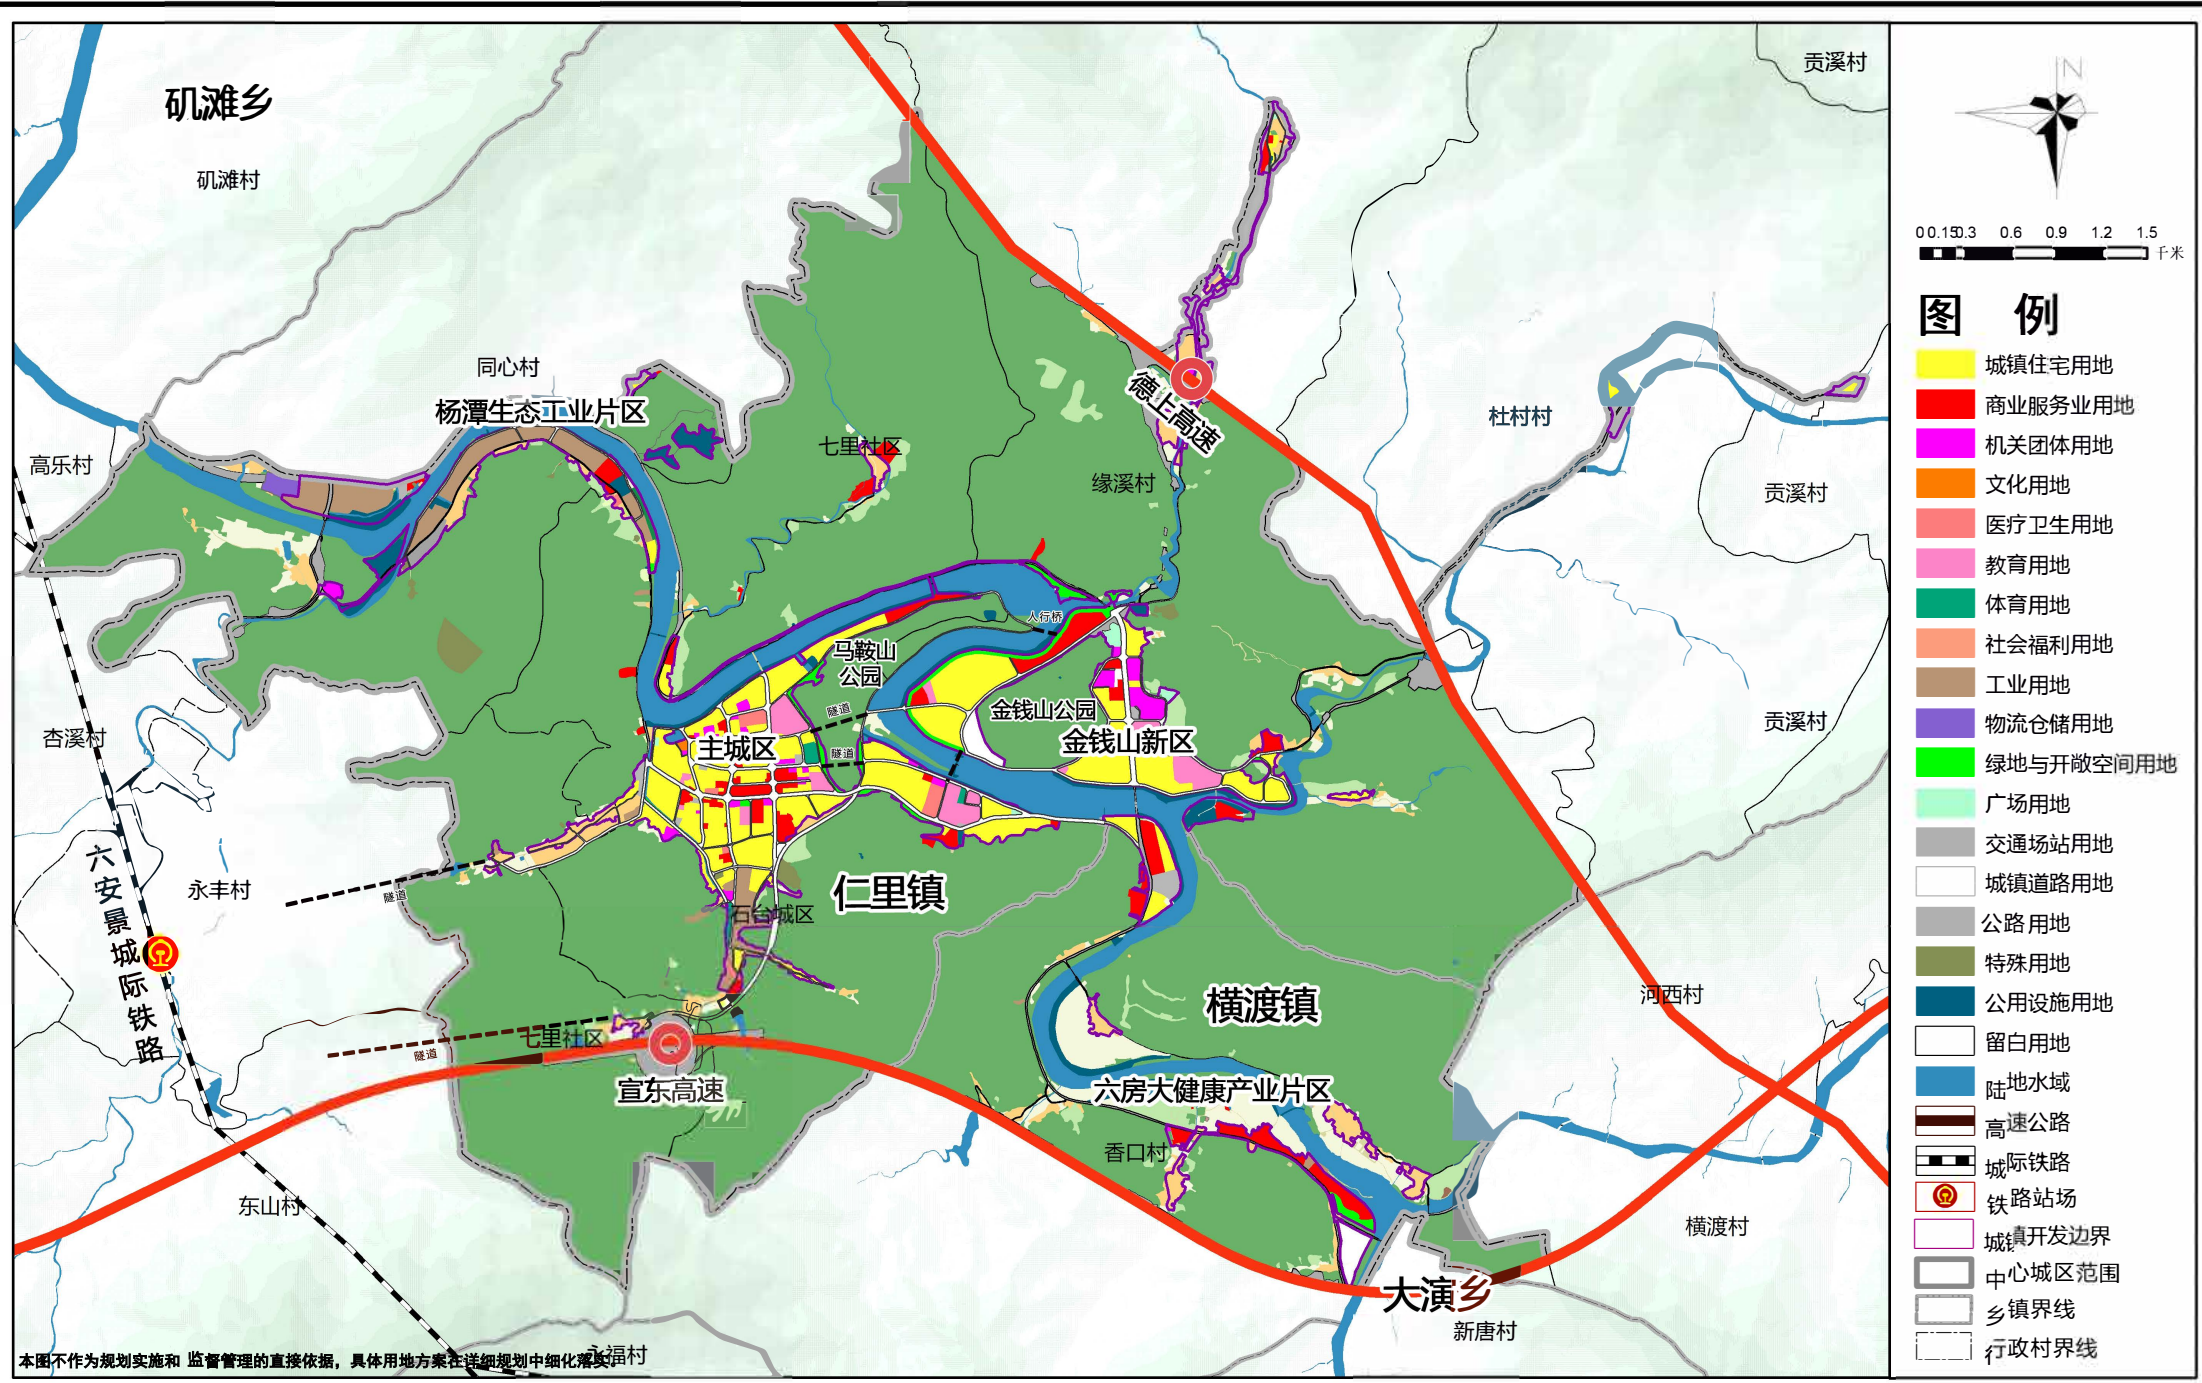 贡溪村
矶滩乡
矶滩村
同心村
杨潭生态工业片区
高乐村
七里社区
德上高速
缘溪村
杜村村
贡溪村
人行桥
马鞍山
公园
隧道
金钱山公园
金钱山新区
主城区
隧道
贡溪村
杏溪村
六安景城际铁路
永丰村
隧道
仁里镇
石台城区
横渡镇
河西村
七里社区
隧道
宣东高速
六房大健康产业片区
香口村
东山村
横渡村
大演乡
新唐村
永福村
本图不作为规划实施和 监督管理的直接依据，具体用地方案在详细规划中细化落实。
N
0 0.15 0.3 0.6 0.9 1.2 1.5
千米
图 例
城镇住宅用地
商业服务业用地
机关团体用地
文化用地
医疗卫生用地
教育用地
体育用地
社会福利用地
工业用地
物流仓储用地
绿地与开敞空间用地
广场用地
交通场站用地
城镇道路用地
公路用地
特殊用地
公用设施用地
留白用地
陆地水域
高速公路
城际铁路
铁路站场
城镇开发边界
中心城区范围
乡镇界线
行政村界线